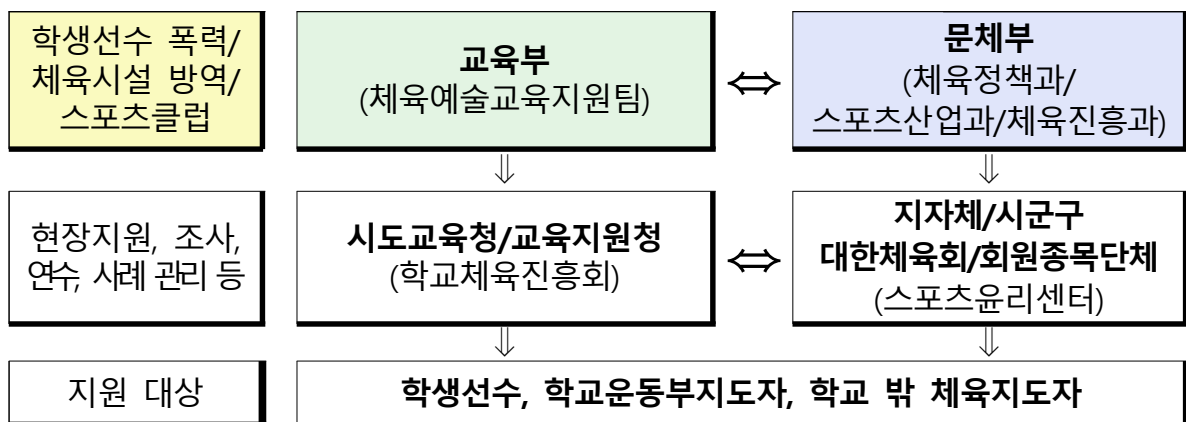 학생선수 폭력/
체육시설 방역/
스포츠클럽
교육부
(체육예술교육지원팀)
⇔
문체부
(체육정책과/
스포츠산업과/체육진흥과)
⇓
⇓
현장지원, 조사,
연수, 사례 관리 등
시도교육청/교육지원청
(학교체육진흥회)
⇔
지자체/시군구
대한체육회/회원종목단체
(스포츠윤리센터)
⇓
⇓
지원 대상
학생선수, 학교운동부지도자, 학교 밖 체육지도자